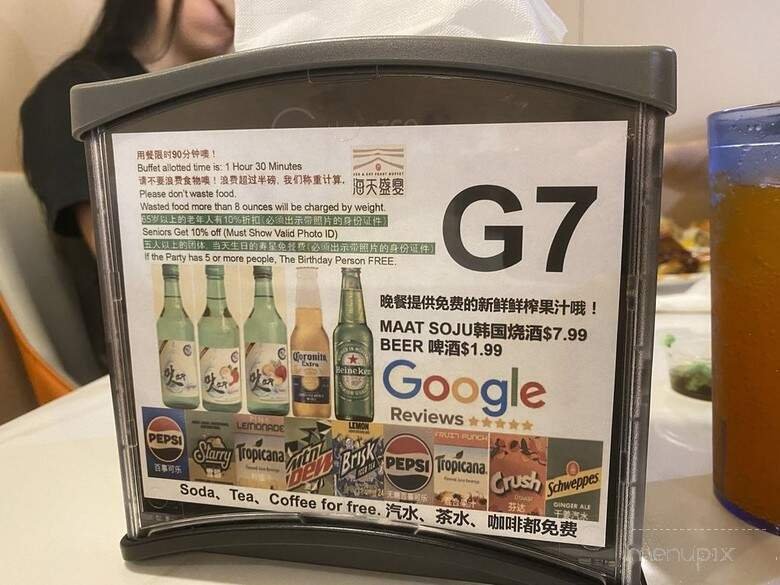 用餐限时90分钟噢！
Buffet allotted time is: 1 Hour 30 Minutes
请不要浪费食物噢！浪费超过半磅，我们称重计算.
Please don't waste food.
Wasted food more than 8 ounces will be charged by weight.
65岁以上的老年人有10%折扣(必须出示带照片的身份证件)
Seniors Get 10% off (Must Show Valid Photo ID)
五人以上的团体，当天生日的寿星免餐费(必须出示带照片的身份证件)
If the Party has 5 or more people, The Birthday Person FREE.
海天盛宴
G7
晚餐提供免费的新鲜鲜榨果汁哦！
MAAT SOJU韩国烧酒$7.99
BEER 啤酒$1.99
Coronita
Extra
Heineken
Google
Reviews
PEPSI
百事可乐
Starry
LEMONADE
Tropicana
Mtn
Dew
LEMON
Brisk
PEPSI
FRUIT PUNCH
Tropicana
Crush
芬达
Schweppes
GINGER ALE
干姜汽水
Soda、Tea、Coffee for free. 汽水、茶水、咖啡都免费
menupix